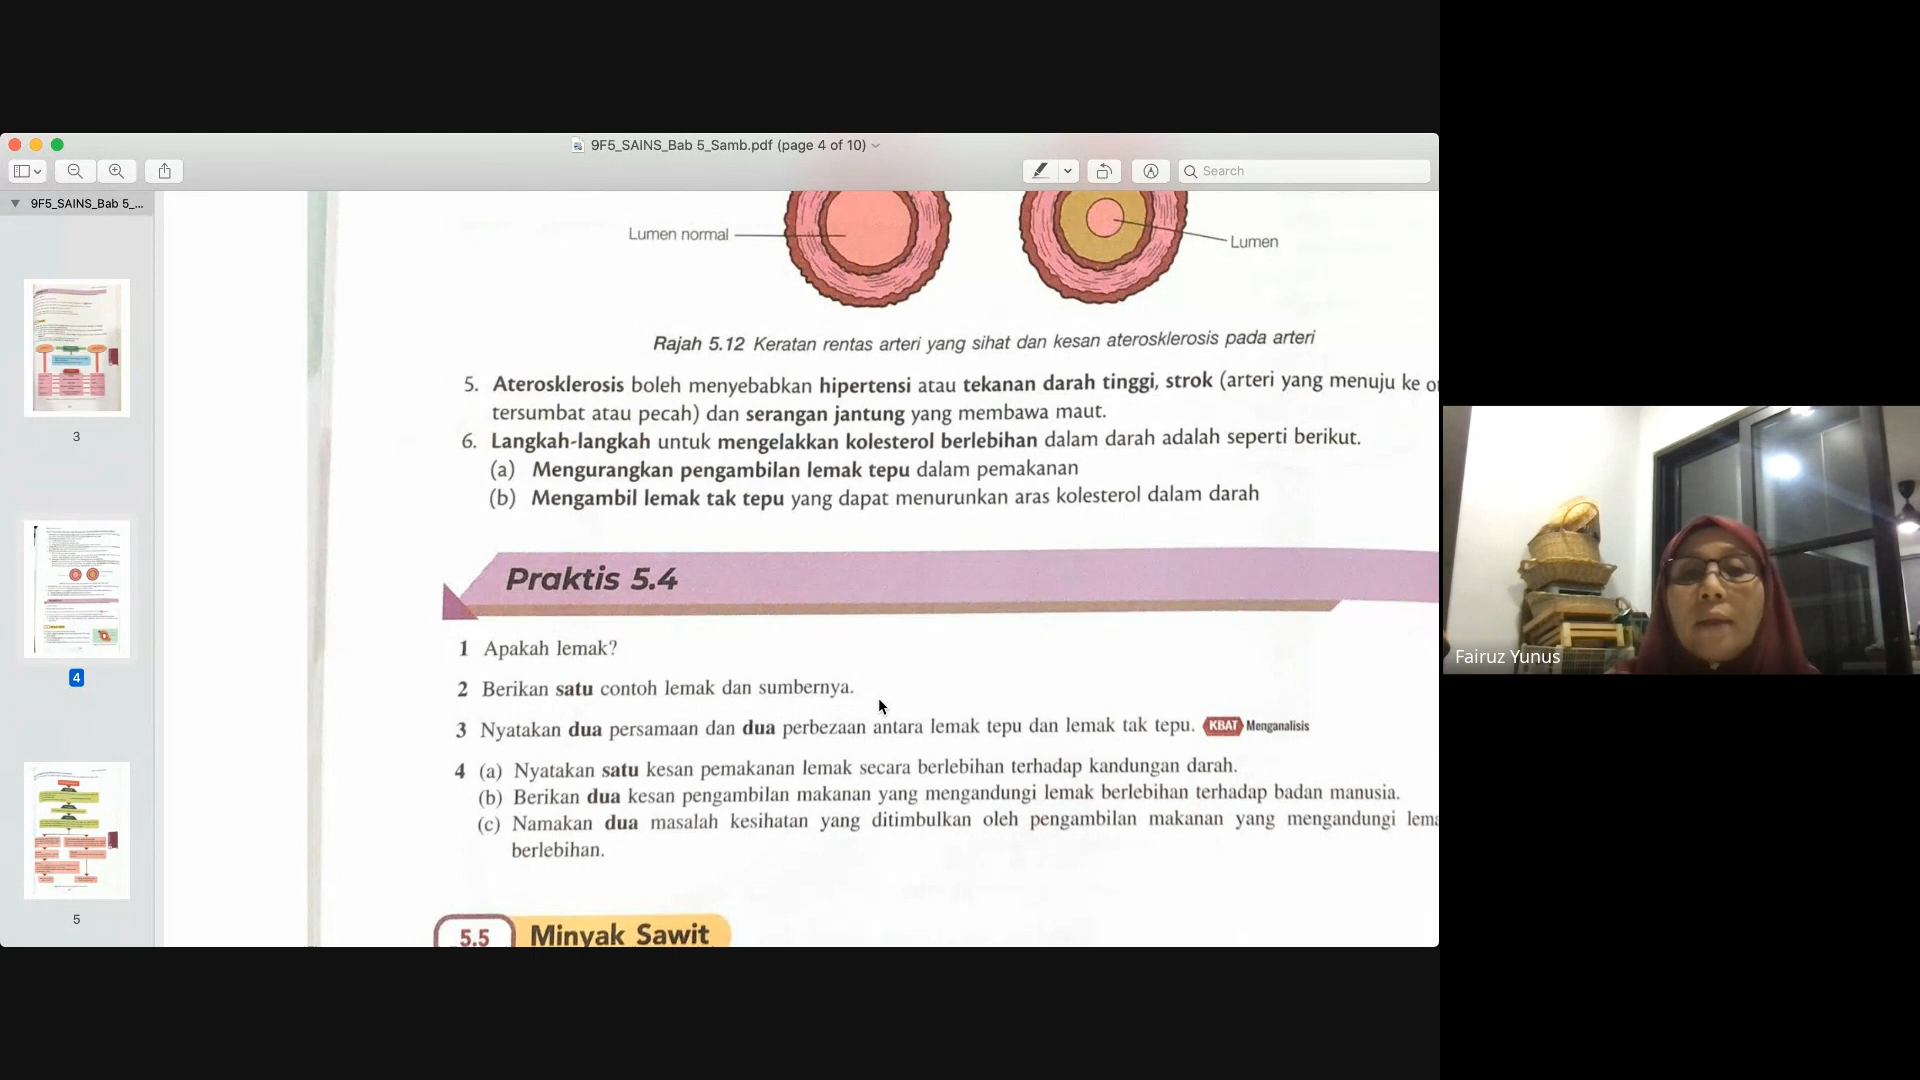 9F5_SAINS_Bab 5_Samb.pdf (page 4 of 10)
Search
9F5_SAINS_Bab 5_...
3
4
5
Lumen normal
Lumen
Rajah 5.12 Keratan rentas arteri yang sihat dan kesan aterosklerosis pada arteri
5. Aterosklerosis boleh menyebabkan hipertensi atau tekanan darah tinggi, strok (arteri yang menuju ke
tersumbat atau pecah) dan serangan jantung yang membawa maut.
6. Langkah-langkah untuk mengelakkan kolesterol berlebihan dalam darah adalah seperti berikut.
(a) Mengurangkan pengambilan lemak tepu dalam pemakanan
(b) Mengambil lemak tak tepu yang dapat menurunkan aras kolesterol dalam darah
Praktis 5.4
1 Apakah lemak?
2 Berikan satu contoh lemak dan sumbernya.
3 Nyatakan dua persamaan dan dua perbezaan antara lemak tepu dan lemak tak tepu. KBAT Menganalisis
4 (a) Nyatakan satu kesan pemakanan lemak secara berlebihan terhadap kandungan darah.
(b) Berikan dua kesan pengambilan makanan yang mengandungi lemak berlebihan terhadap badan manusia.
(c) Namakan dua masalah kesihatan yang ditimbulkan oleh pengambilan makanan yang mengandungi
berlebihan.
5.5 Minyak Sawit
Fairuz Yunus